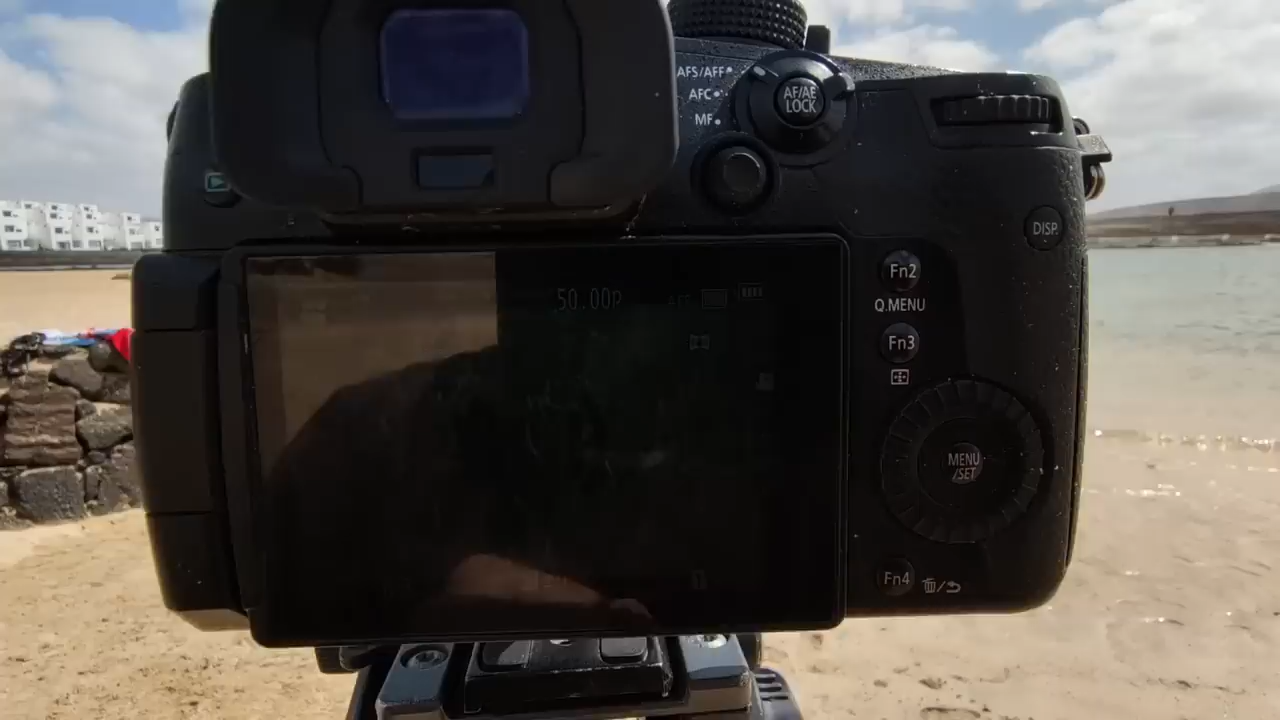 AFS/AFF
AFC
MF
AF/AE
LOCK
DISP.
Fn2
Q.MENU
Fn3
50.00p
MENU
/SET
Fn4